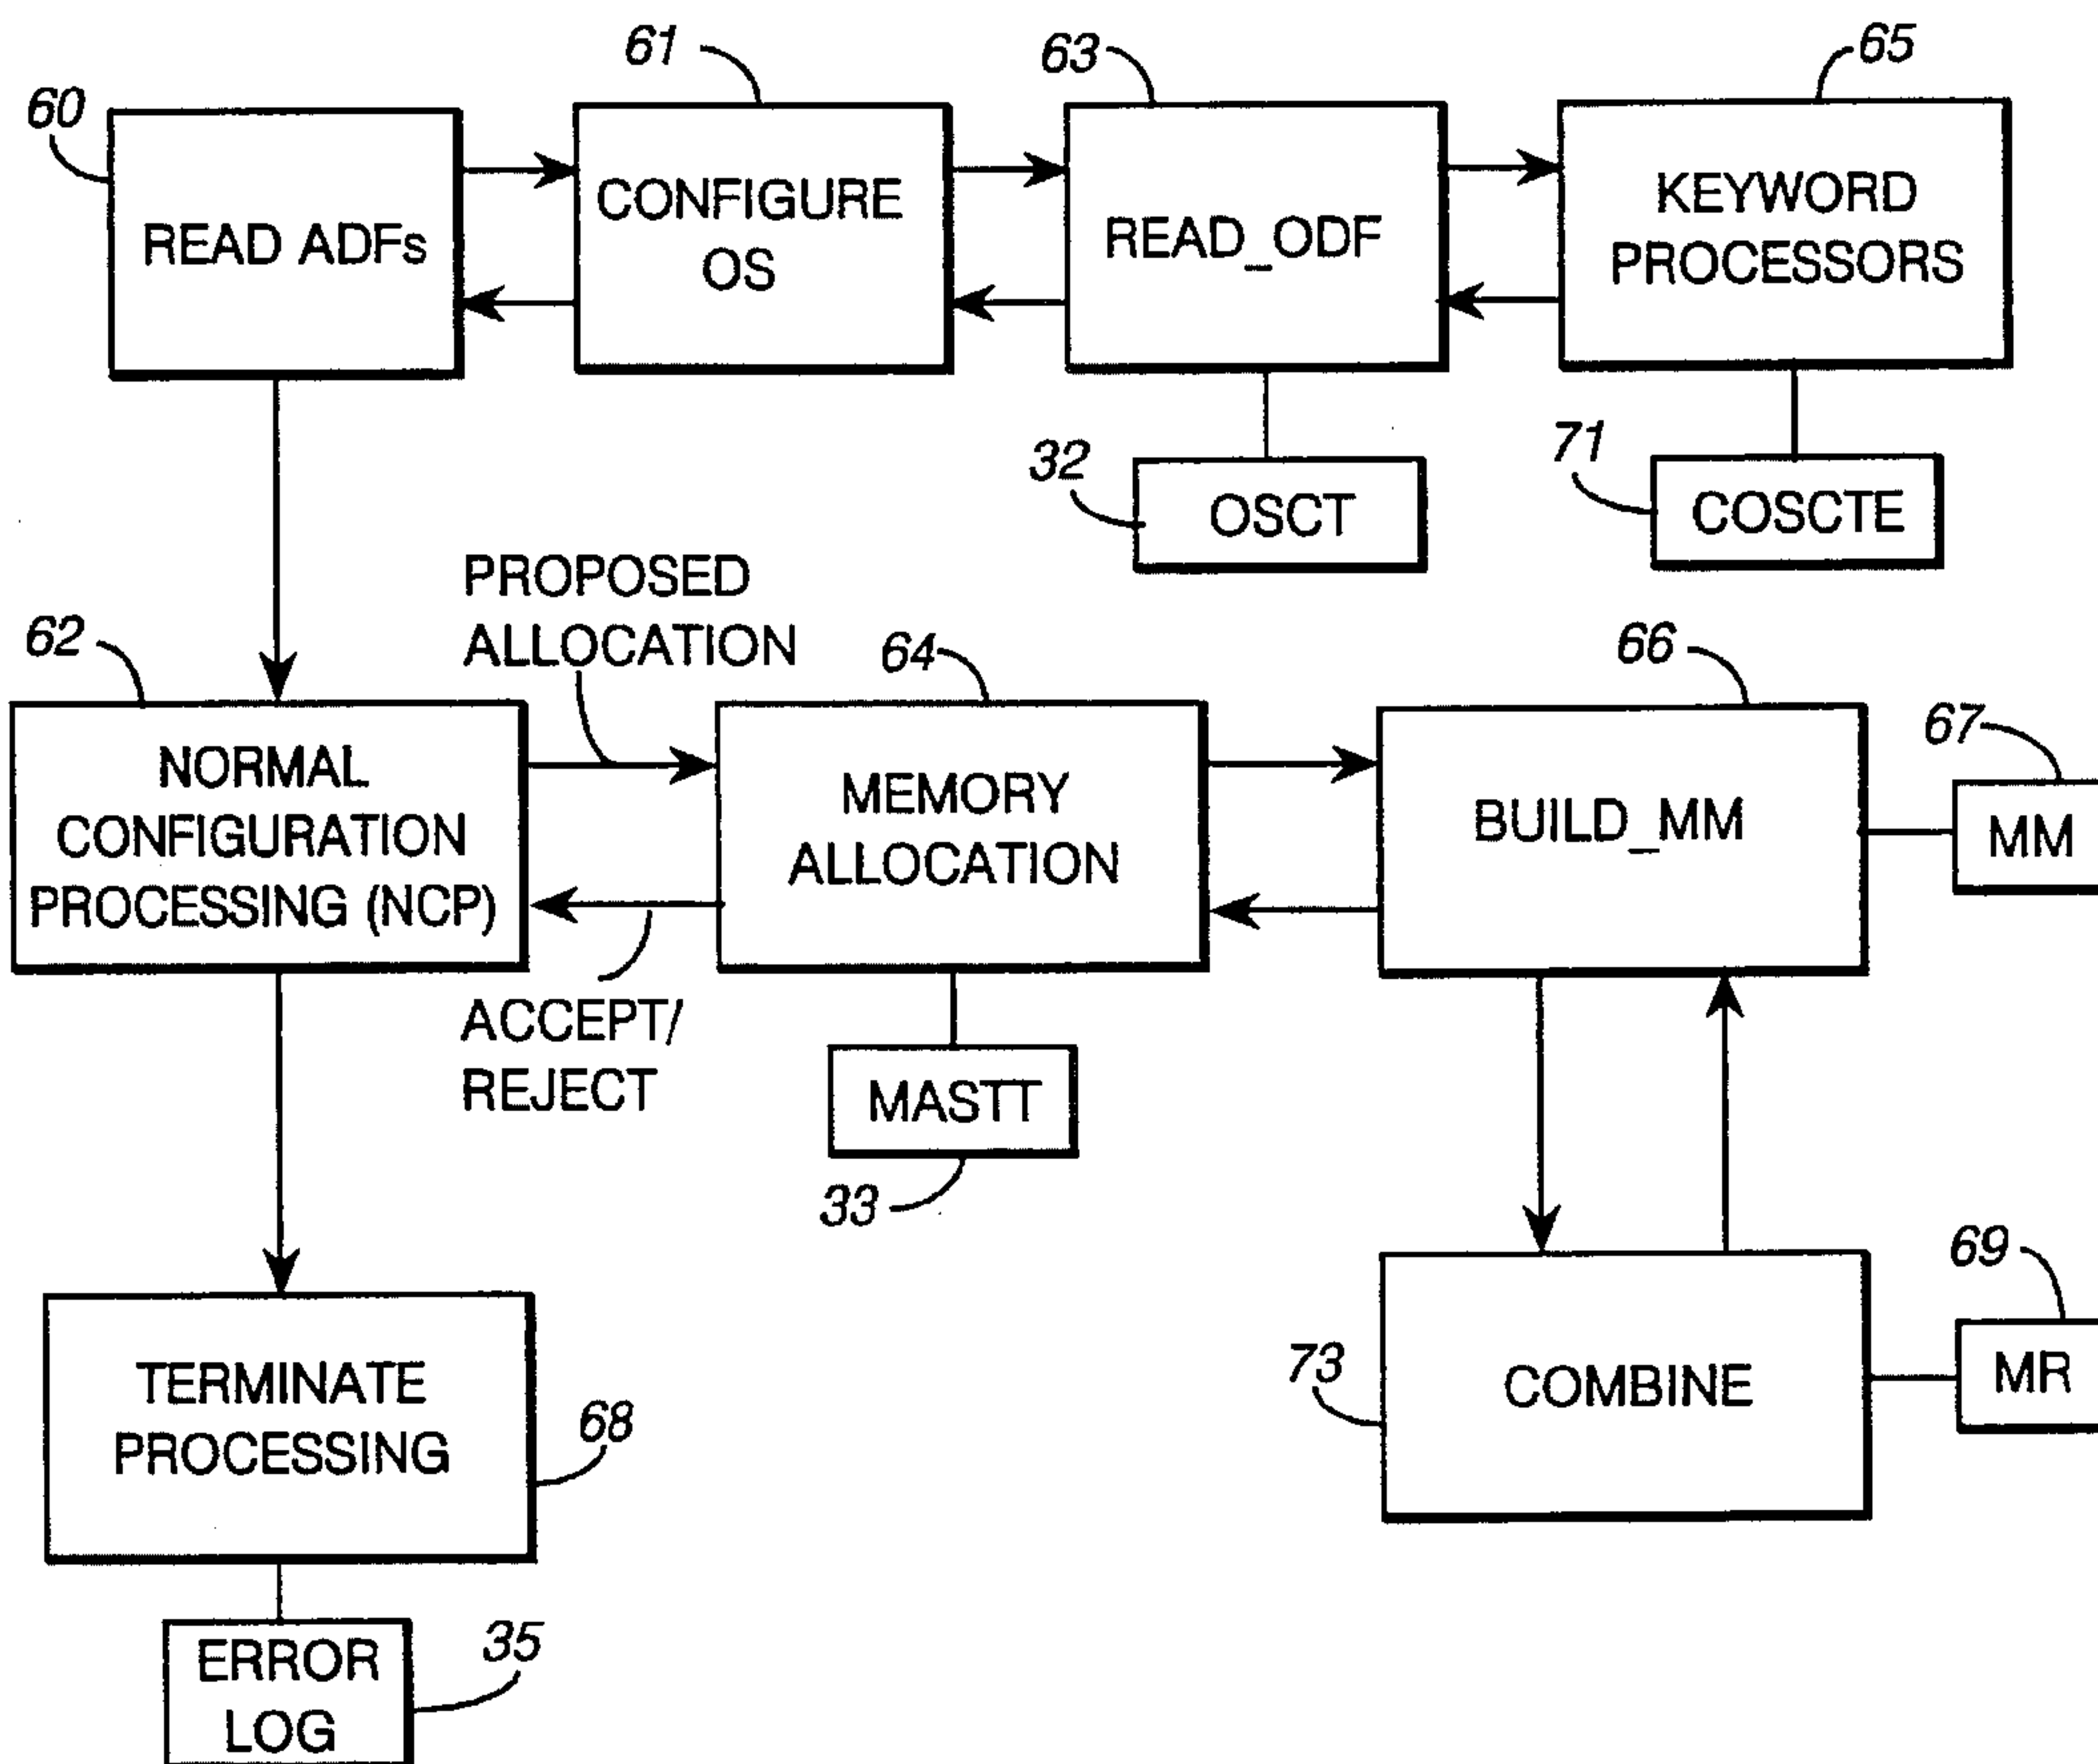 60
61
63
65
READ ADFs
CONFIGURE
OS
READ_ODF
KEYWORD
PROCESSORS
32
OSCT
71
COSCTE
PROPOSED
ALLOCATION
62
64
66
67
NORMAL
CONFIGURATION
PROCESSING (NCP)
MEMORY
ALLOCATION
BUILD_MM
MM
ACCEPT/
REJECT
MASTT
33
69
TERMINATE
PROCESSING
68
73
COMBINE
MR
ERROR
LOG
35